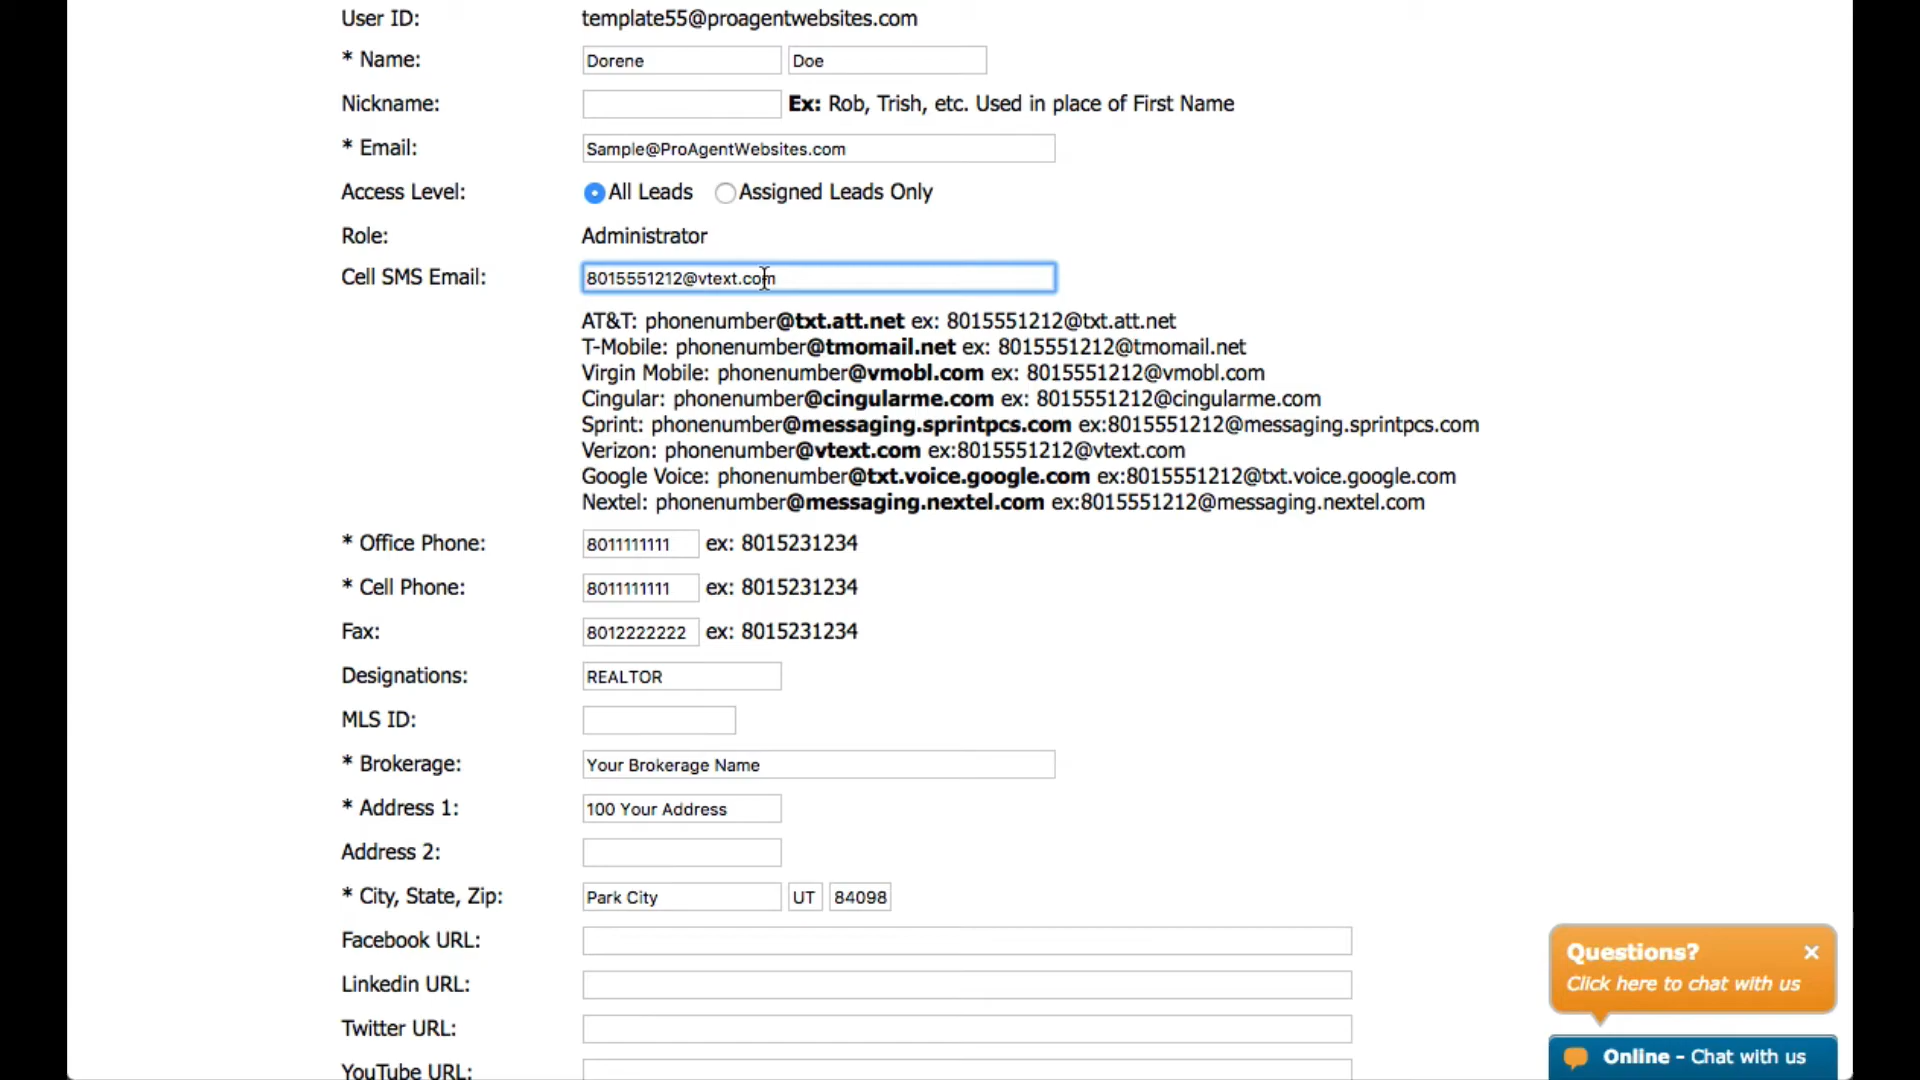 User ID: template55@proagentwebsites.com
* Name: Dorene Doe
Nickname: Ex: Rob, Trish, etc. Used in place of First Name
* Email: Sample@ProAgentWebsites.com
Access Level: All Leads Assigned Leads Only
Role: Administrator
Cell SMS Email: 8015551212@vtext.com
AT&T: phonenumber@txt.att.net ex: 8015551212@txt.att.net
T-Mobile: phonenumber@tmomail.net ex: 8015551212@tmomail.net
Virgin Mobile: phonenumber@vmobl.com ex: 8015551212@vmobl.com
Cingular: phonenumber@cingularme.com ex: 8015551212@cingularme.com
Sprint: phonenumber@messaging.sprintpcs.com ex:8015551212@messaging.sprintpcs.com
Verizon: phonenumber@vtext.com ex:8015551212@vtext.com
Google Voice: phonenumber@txt.voice.google.com ex:8015551212@txt.voice.google.com
Nextel: phonenumber@messaging.nextel.com ex:8015551212@messaging.nextel.com
* Office Phone: 8011111111 ex: 8015231234
* Cell Phone: 8011111111 ex: 8015231234
Fax: 8012222222 ex: 8015231234
Designations: REALTOR
MLS ID:
* Brokerage: Your Brokerage Name
* Address 1: 100 Your Address
Address 2:
* City, State, Zip: Park City UT 84098
Facebook URL:
Linkedin URL:
Twitter URL:
YouTube URL:
Questions? ×
Click here to chat with us
Online - Chat with us